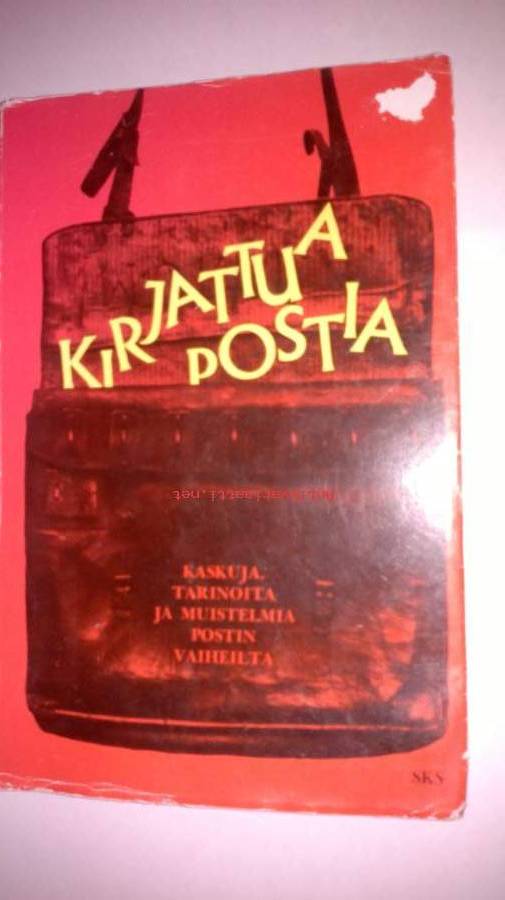 KIRJATTUA
POSTIA
KASKUJA,
TARINOITA
JA MUISTELMIA
POSTIN
VAIHEILTA
SKS